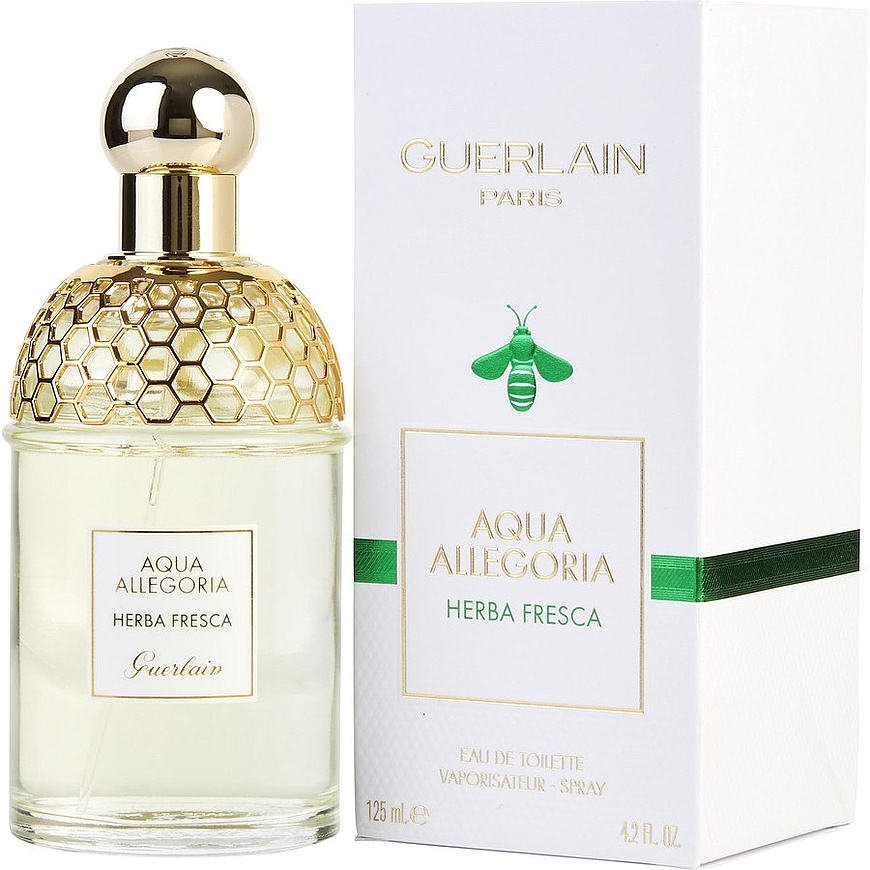 AQUA
ALLEGORIA
HERBA FRESCA
Guerlain
GUERLAIN
PARIS
AQUA
ALLEGORIA
HERBA FRESCA
EAU DE TOILETTE
VAPORISATEUR - SPRAY
125 ml ℮ 4.2 FL. OZ.